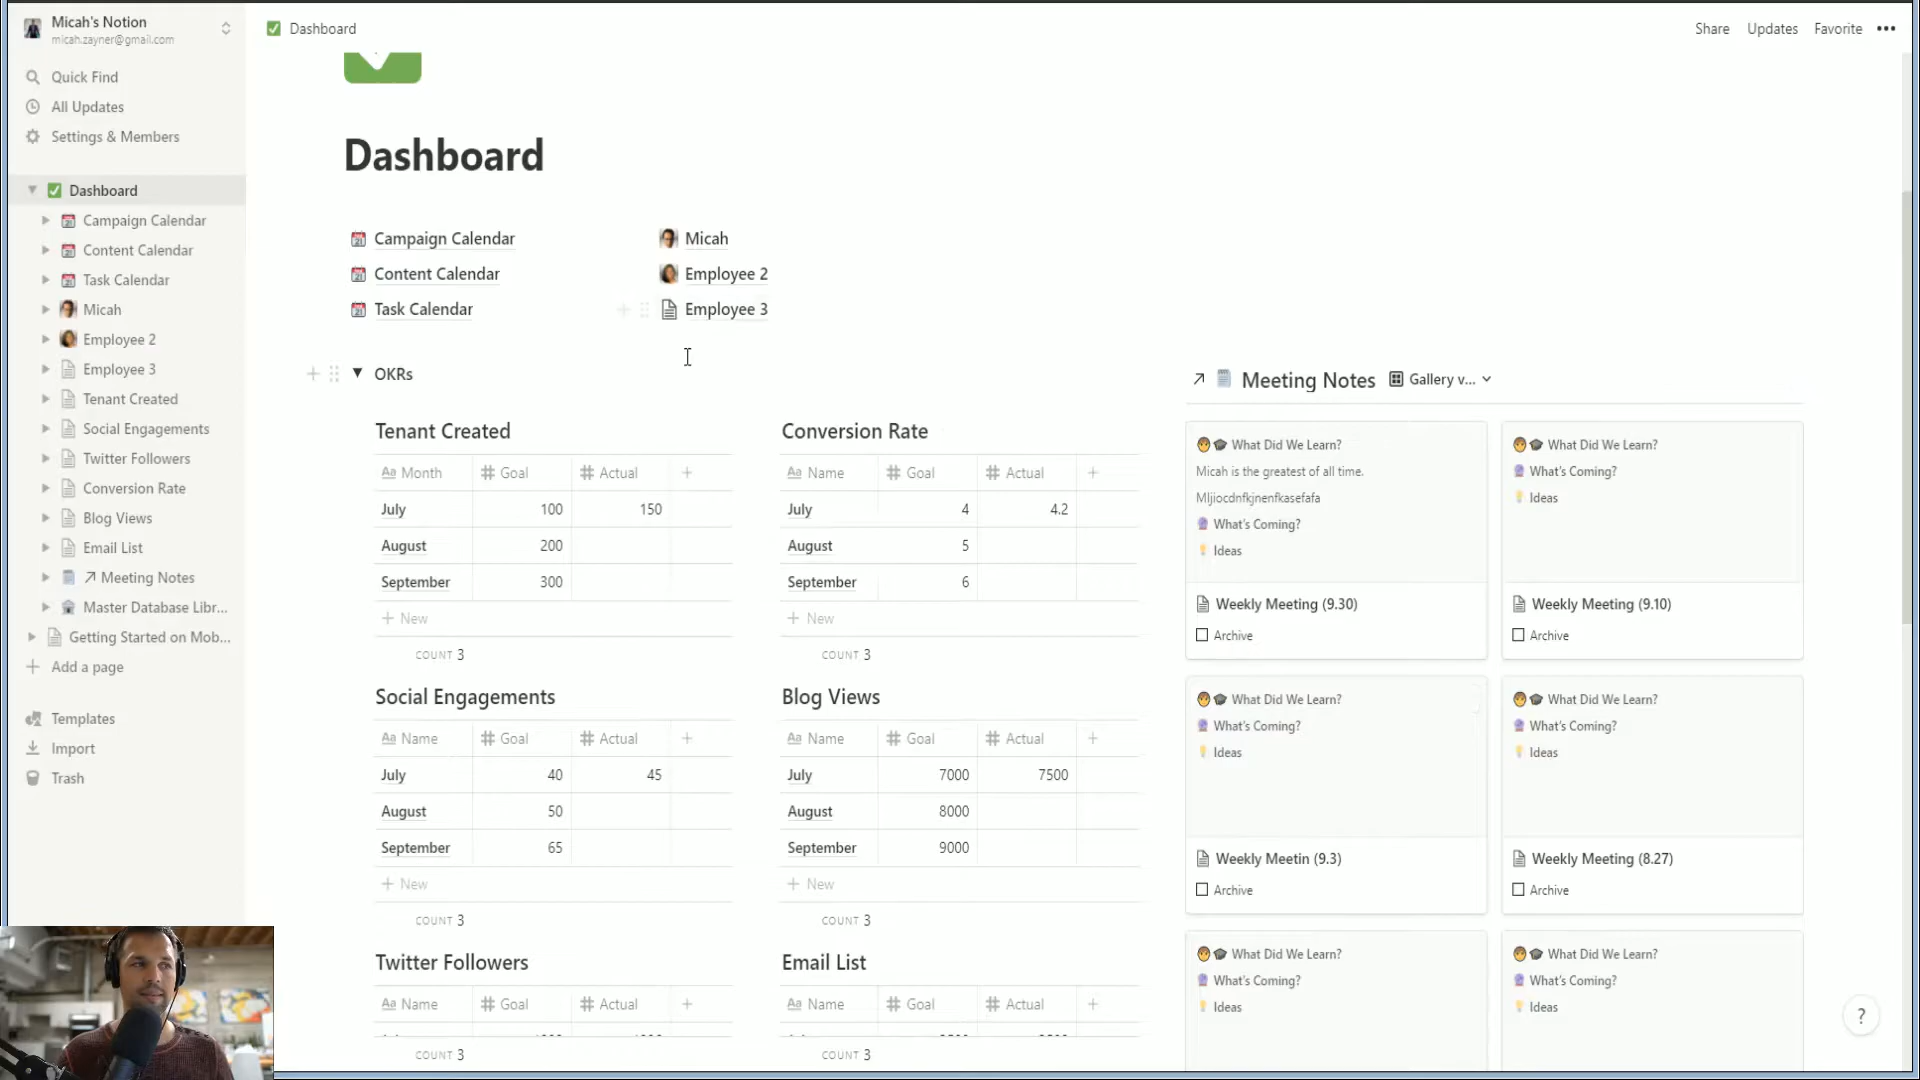 Micah's Notion
micah.zayner@gmail.com
Quick Find
All Updates
Settings & Members
Dashboard
Campaign Calendar
Content Calendar
Task Calendar
Micah
Employee 2
Employee 3
Tenant Created
Social Engagements
Twitter Followers
Conversion Rate
Blog Views
Email List
Meeting Notes
Master Database Libr...
Getting Started on Mob...
Add a page
Templates
Import
Trash
Dashboard
Share Updates Favorite
Dashboard
Campaign Calendar
Content Calendar
Task Calendar
Micah
Employee 2
Employee 3
OKRs
Tenant Created
Aa Month # Goal # Actual +
July 100 150
August 200
September 300
+ New
COUNT 3
Conversion Rate
Aa Name # Goal # Actual +
July 4 4.2
August 5
September 6
+ New
COUNT 3
Social Engagements
Aa Name # Goal # Actual +
July 40 45
August 50
September 65
+ New
COUNT 3
Blog Views
Aa Name # Goal # Actual +
July 7000 7500
August 8000
September 9000
+ New
COUNT 3
Twitter Followers
Aa Name # Goal # Actual +
COUNT 3
Email List
Aa Name # Goal # Actual +
COUNT 3
Meeting Notes Gallery v...
What Did We Learn?
Micah is the greatest of all time.
Mljiocdnfkjnenfkasefafa
What's Coming?
Ideas
Weekly Meeting (9.30)
Archive
What Did We Learn?
What's Coming?
Ideas
Weekly Meeting (9.10)
Archive
What Did We Learn?
What's Coming?
Ideas
Weekly Meetin (9.3)
Archive
What Did We Learn?
What's Coming?
Ideas
Weekly Meeting (8.27)
Archive
What Did We Learn?
What's Coming?
Ideas
What Did We Learn?
What's Coming?
Ideas
?